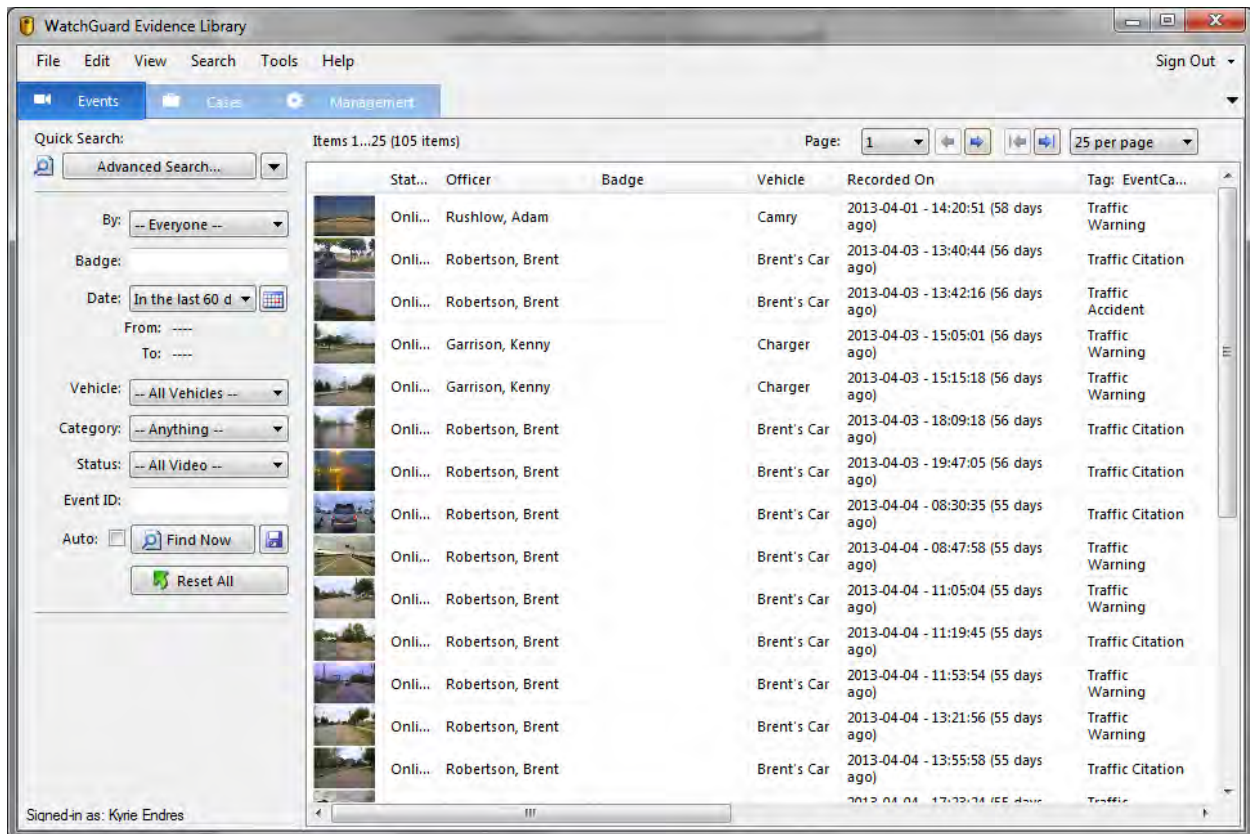 WatchGuard Evidence Library
File Edit View Search Tools Help Sign Out
Events Cases Management
Quick Search:
Advanced Search...
By: -- Everyone --
Badge:
Date: In the last 60 d
From: ----
To: ----
Vehicle: -- All Vehicles --
Category: -- Anything --
Status: -- All Video --
Event ID:
Auto: Find Now
Reset All
Signed-in as: Kyrie Endres
Items 1...25 (105 items) Page: 1 25 per page
Stat... Officer Badge Vehicle Recorded On Tag: EventCa...
Onli... Rushlow, Adam Camry 2013-04-01 - 14:20:51 (58 days ago) Traffic Warning
Onli... Robertson, Brent Brent's Car 2013-04-03 - 13:40:44 (56 days ago) Traffic Citation
Onli... Robertson, Brent Brent's Car 2013-04-03 - 13:42:16 (56 days ago) Traffic Accident
Onli... Garrison, Kenny Charger 2013-04-03 - 15:05:01 (56 days ago) Traffic Warning
Onli... Garrison, Kenny Charger 2013-04-03 - 15:15:18 (56 days ago) Traffic Warning
Onli... Robertson, Brent Brent's Car 2013-04-03 - 18:09:18 (56 days ago) Traffic Citation
Onli... Robertson, Brent Brent's Car 2013-04-03 - 19:47:05 (56 days ago) Traffic Citation
Onli... Robertson, Brent Brent's Car 2013-04-04 - 08:30:35 (55 days ago) Traffic Citation
Onli... Robertson, Brent Brent's Car 2013-04-04 - 08:47:58 (55 days ago) Traffic Warning
Onli... Robertson, Brent Brent's Car 2013-04-04 - 11:05:04 (55 days ago) Traffic Warning
Onli... Robertson, Brent Brent's Car 2013-04-04 - 11:19:45 (55 days ago) Traffic Citation
Onli... Robertson, Brent Brent's Car 2013-04-04 - 11:53:54 (55 days ago) Traffic Warning
Onli... Robertson, Brent Brent's Car 2013-04-04 - 13:21:56 (55 days ago) Traffic Warning
Onli... Robertson, Brent Brent's Car 2013-04-04 - 13:55:58 (55 days ago) Traffic Citation